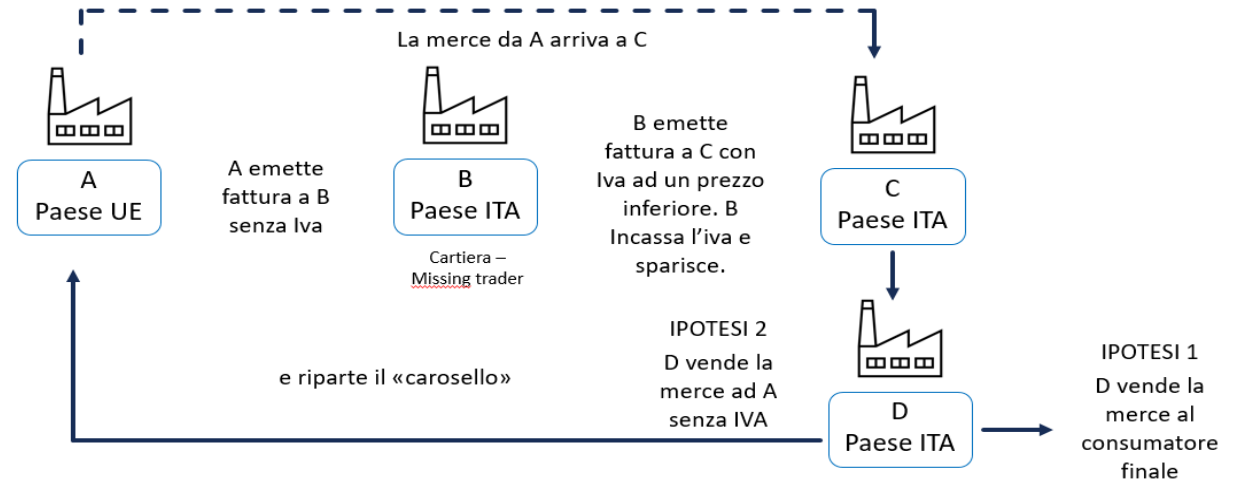 La merce da A arriva a C
A
Paese UE
A emette
fattura a B
senza Iva
B
Paese ITA
Cartiera –
Missing trader
B emette
fattura a C con
Iva ad un prezzo
inferiore. B
Incassa l’iva e
sparisce.
C
Paese ITA
e riparte il «carosello»
IPOTESI 2
D vende la
merce ad A
senza IVA
D
Paese ITA
IPOTESI 1
D vende la
merce al
consumatore
finale